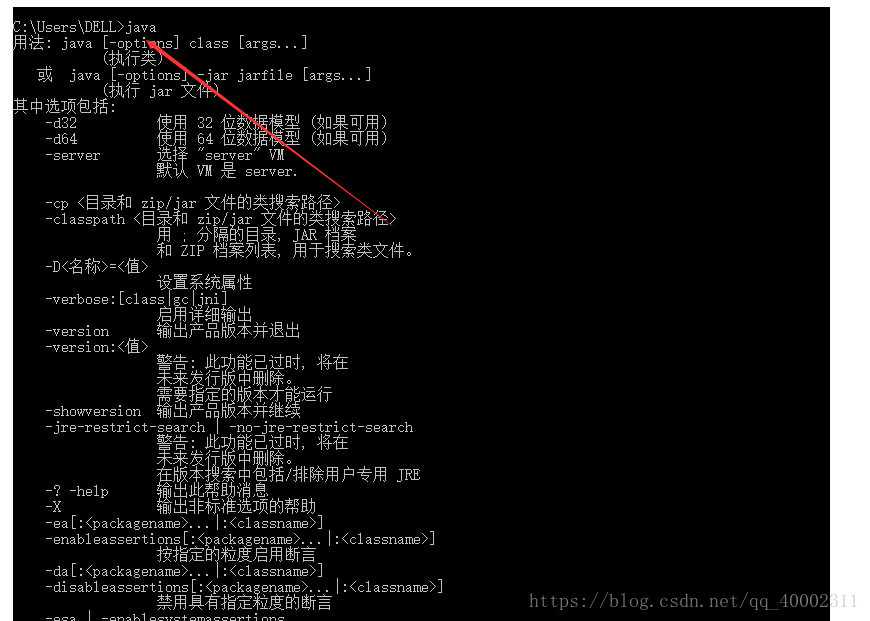 C:\Users\DELL>java
用法: java [-options] class [args...]
(执行类)
或 java [-options] -jar jarfile [args...]
(执行 jar 文件)
其中选项包括:
-d32 使用 32 位数据模型 (如果可用)
-d64 使用 64 位数据模型 (如果可用)
-server 选择 "server" VM
默认 VM 是 server.
-cp <目录和 zip/jar 文件的类搜索路径>
-classpath <目录和 zip/jar 文件的类搜索路径>
用 ; 分隔的目录, JAR 档案
和 ZIP 档案列表, 用于搜索类文件。
-D<名称>=<值>
设置系统属性
-verbose:[class|gc|jni]
启用详细输出
-version 输出产品版本并退出
-version:<值>
警告: 此功能已过时, 将在
未来发行版中删除。
需要指定的版本才能运行
-showversion 输出产品版本并继续
-jre-restrict-search | -no-jre-restrict-search
警告: 此功能已过时, 将在
未来发行版中删除。
在版本搜索中包括/排除用户专用 JRE
-? -help 输出此帮助消息
-X 输出非标准选项的帮助
-ea[:<packagename>...|:<classname>]
-enableassertions[:<packagename>...|:<classname>]
按指定的粒度启用断言
-da[:<packagename>...|:<classname>]
-disableassertions[:<packagename>...|:<classname>]
禁用具有指定粒度的断言
-esa | -enablesystemassertions
https://blog.csdn.net/qq_40002311